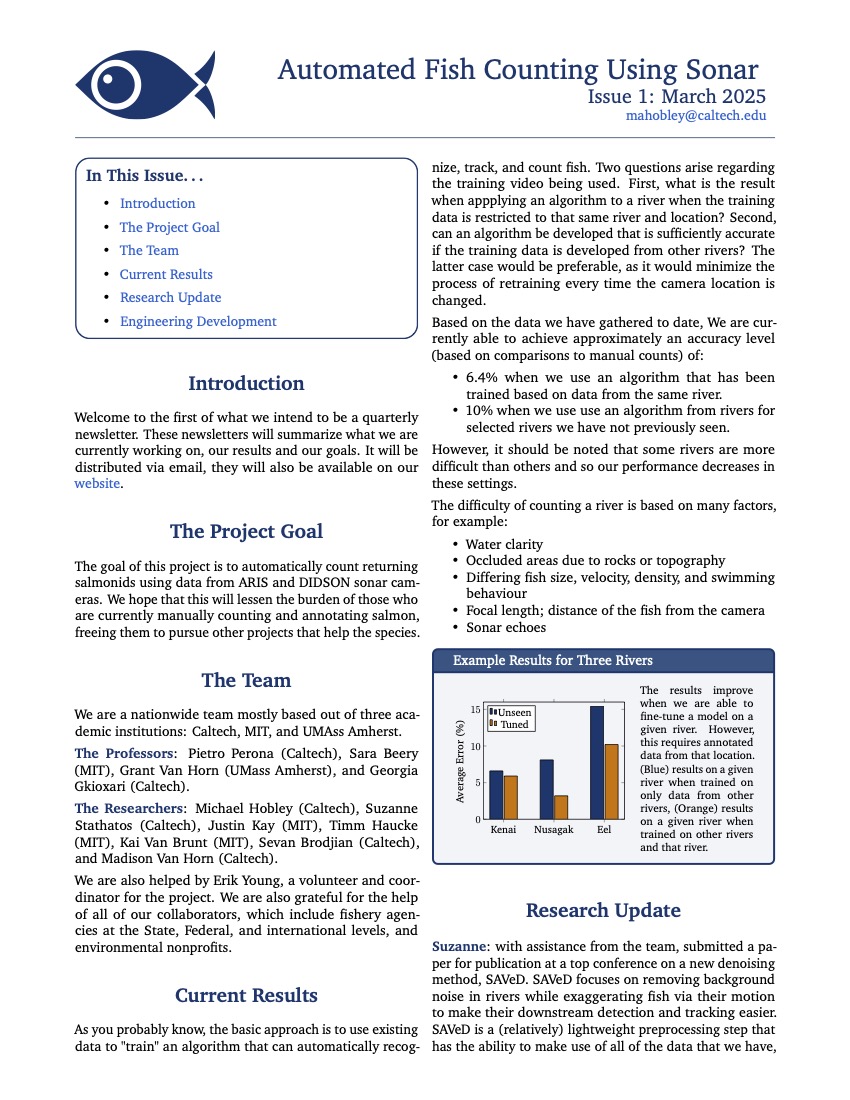 Automated Fish Counting Using Sonar
Issue 1: March 2025
mahobley@caltech.edu
In This Issue. . .
• Introduction
• The Project Goal
• The Team
• Current Results
• Research Update
• Engineering Development
Introduction
Welcome to the first of what we intend to be a quarterly
newsletter. These newsletters will summarize what we are
currently working on, our results and our goals. It will be
distributed via email, they will also be available on our
website.
The Project Goal
The goal of this project is to automatically count returning
salmonids using data from ARIS and DIDSON sonar cam-
eras. We hope that this will lessen the burden of those who
are currently manually counting and annotating salmon,
freeing them to pursue other projects that help the species.
The Team
We are a nationwide team mostly based out of three aca-
demic institutions: Caltech, MIT, and UMAss Amherst.
The Professors: Pietro Perona (Caltech), Sara Beery
(MIT), Grant Van Horn (UMass Amherst), and Georgia
Gkioxari (Caltech).
The Researchers: Michael Hobley (Caltech), Suzanne
Stathatos (Caltech), Justin Kay (MIT), Timm Haucke
(MIT), Kai Van Brunt (MIT), Sevan Brodjian (Caltech),
and Madison Van Horn (Caltech).
We are also helped by Erik Young, a volunteer and coor-
dinator for the project. We are also grateful for the help
of all of our collaborators, which include fishery agen-
cies at the State, Federal, and international levels, and
environmental nonprofits.
Current Results
As you probably know, the basic approach is to use existing
data to "train" an algorithm that can automatically recog-
nize, track, and count fish. Two questions arise regarding
the training video being used. First, what is the result
when appplying an algorithm to a river when the training
data is restricted to that same river and location? Second,
can an algorithm be developed that is sufficiently accurate
if the training data is developed from other rivers? The
latter case would be preferable, as it would minimize the
process of retraining every time the camera location is
changed.
Based on the data we have gathered to date, We are cur-
rently able to achieve approximately an accuracy level
(based on comparisons to manual counts) of:
• 6.4% when we use an algorithm that has been
trained based on data from the same river.
• 10% when we use use an algorithm from rivers for
selected rivers we have not previously seen.
However, it should be noted that some rivers are more
difficult than others and so our performance decreases in
these settings.
The difficulty of counting a river is based on many factors,
for example:
• Water clarity
• Occluded areas due to rocks or topography
• Differing fish size, velocity, density, and swimming
behaviour
• Focal length; distance of the fish from the camera
• Sonar echoes
Example Results for Three Rivers
Average Error (%)
15
10
5
0
Unseen
Tuned
Kenai Nusagak Eel
The results improve
when we are able to
fine-tune a model on a
given river. However,
this requires annotated
data from that location.
(Blue) results on a given
river when trained on
only data from other
rivers, (Orange) results
on a given river when
trained on other rivers
and that river.
Research Update
Suzanne: with assistance from the team, submitted a pa-
per for publication at a top conference on a new denoising
method, SAVeD. SAVeD focuses on removing background
noise in rivers while exaggerating fish via their motion
to make their downstream detection and tracking easier.
SAVeD is a (relatively) lightweight preprocessing step that
has the ability to make use of all of the data that we have,